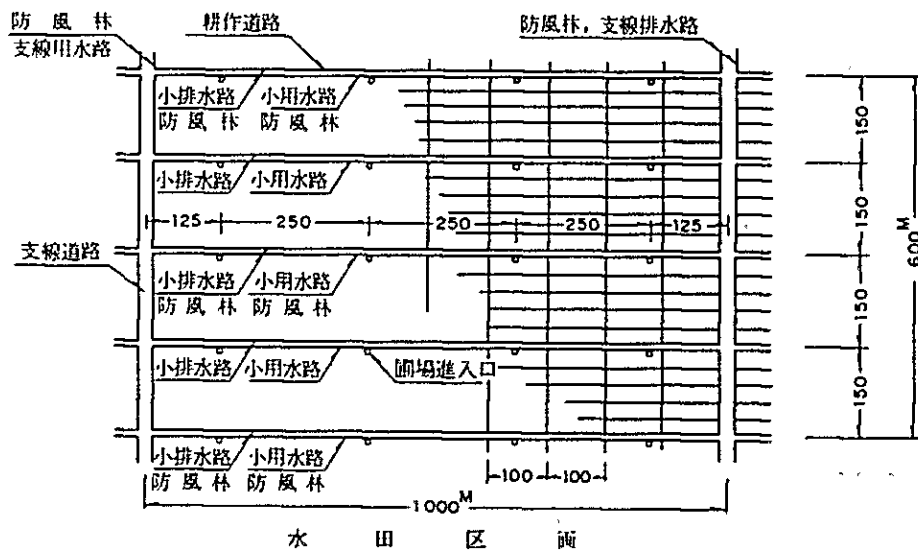 防風林
支線用水路
耕作道路
防風林，支線排水路
小排水路
防風林
小用水路
防風林
150
小排水路
小用水路
125
250
250
250
125
150
600M
支線道路
小排水路
防風林
小用水路
防風林
150
小排水路
小用水路
圃場進入口
150
小排水路
防風林
小用水路
防風林
100
100
1000M
水田区画